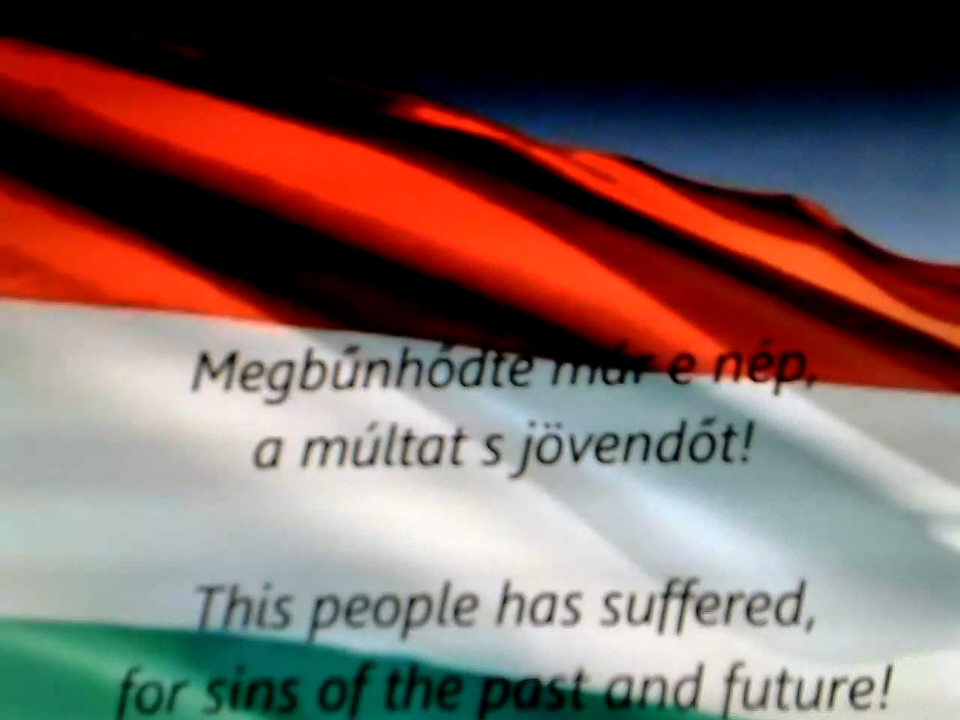 Megbűnhődte már e nép,
a múltat s jövendőt!
This people has suffered,
for sins of the past and future!